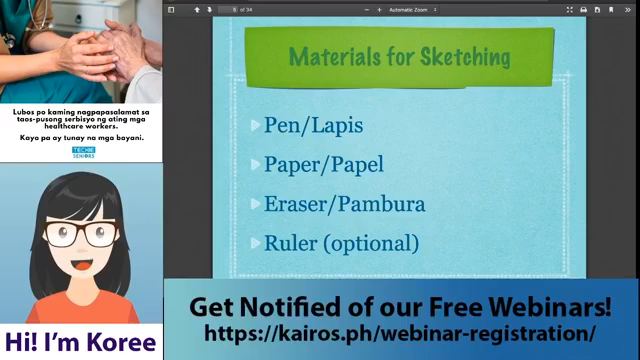 Lubos po kaming nagpapasalamat sa
taos-pusong serbisyo ng ating mga
healthcare workers.
Kayo pa ay tunay na mga bayani.
TECHIE
SENIORS
Hi! I'm Koree
6 of 34
Automatic Zoom
Materials for Sketching
Pen/Lapis
Paper/Papel
Eraser/Pambura
Ruler (optional)
Get Notified of our Free Webinars!
https://kairos.ph/webinar-registration/